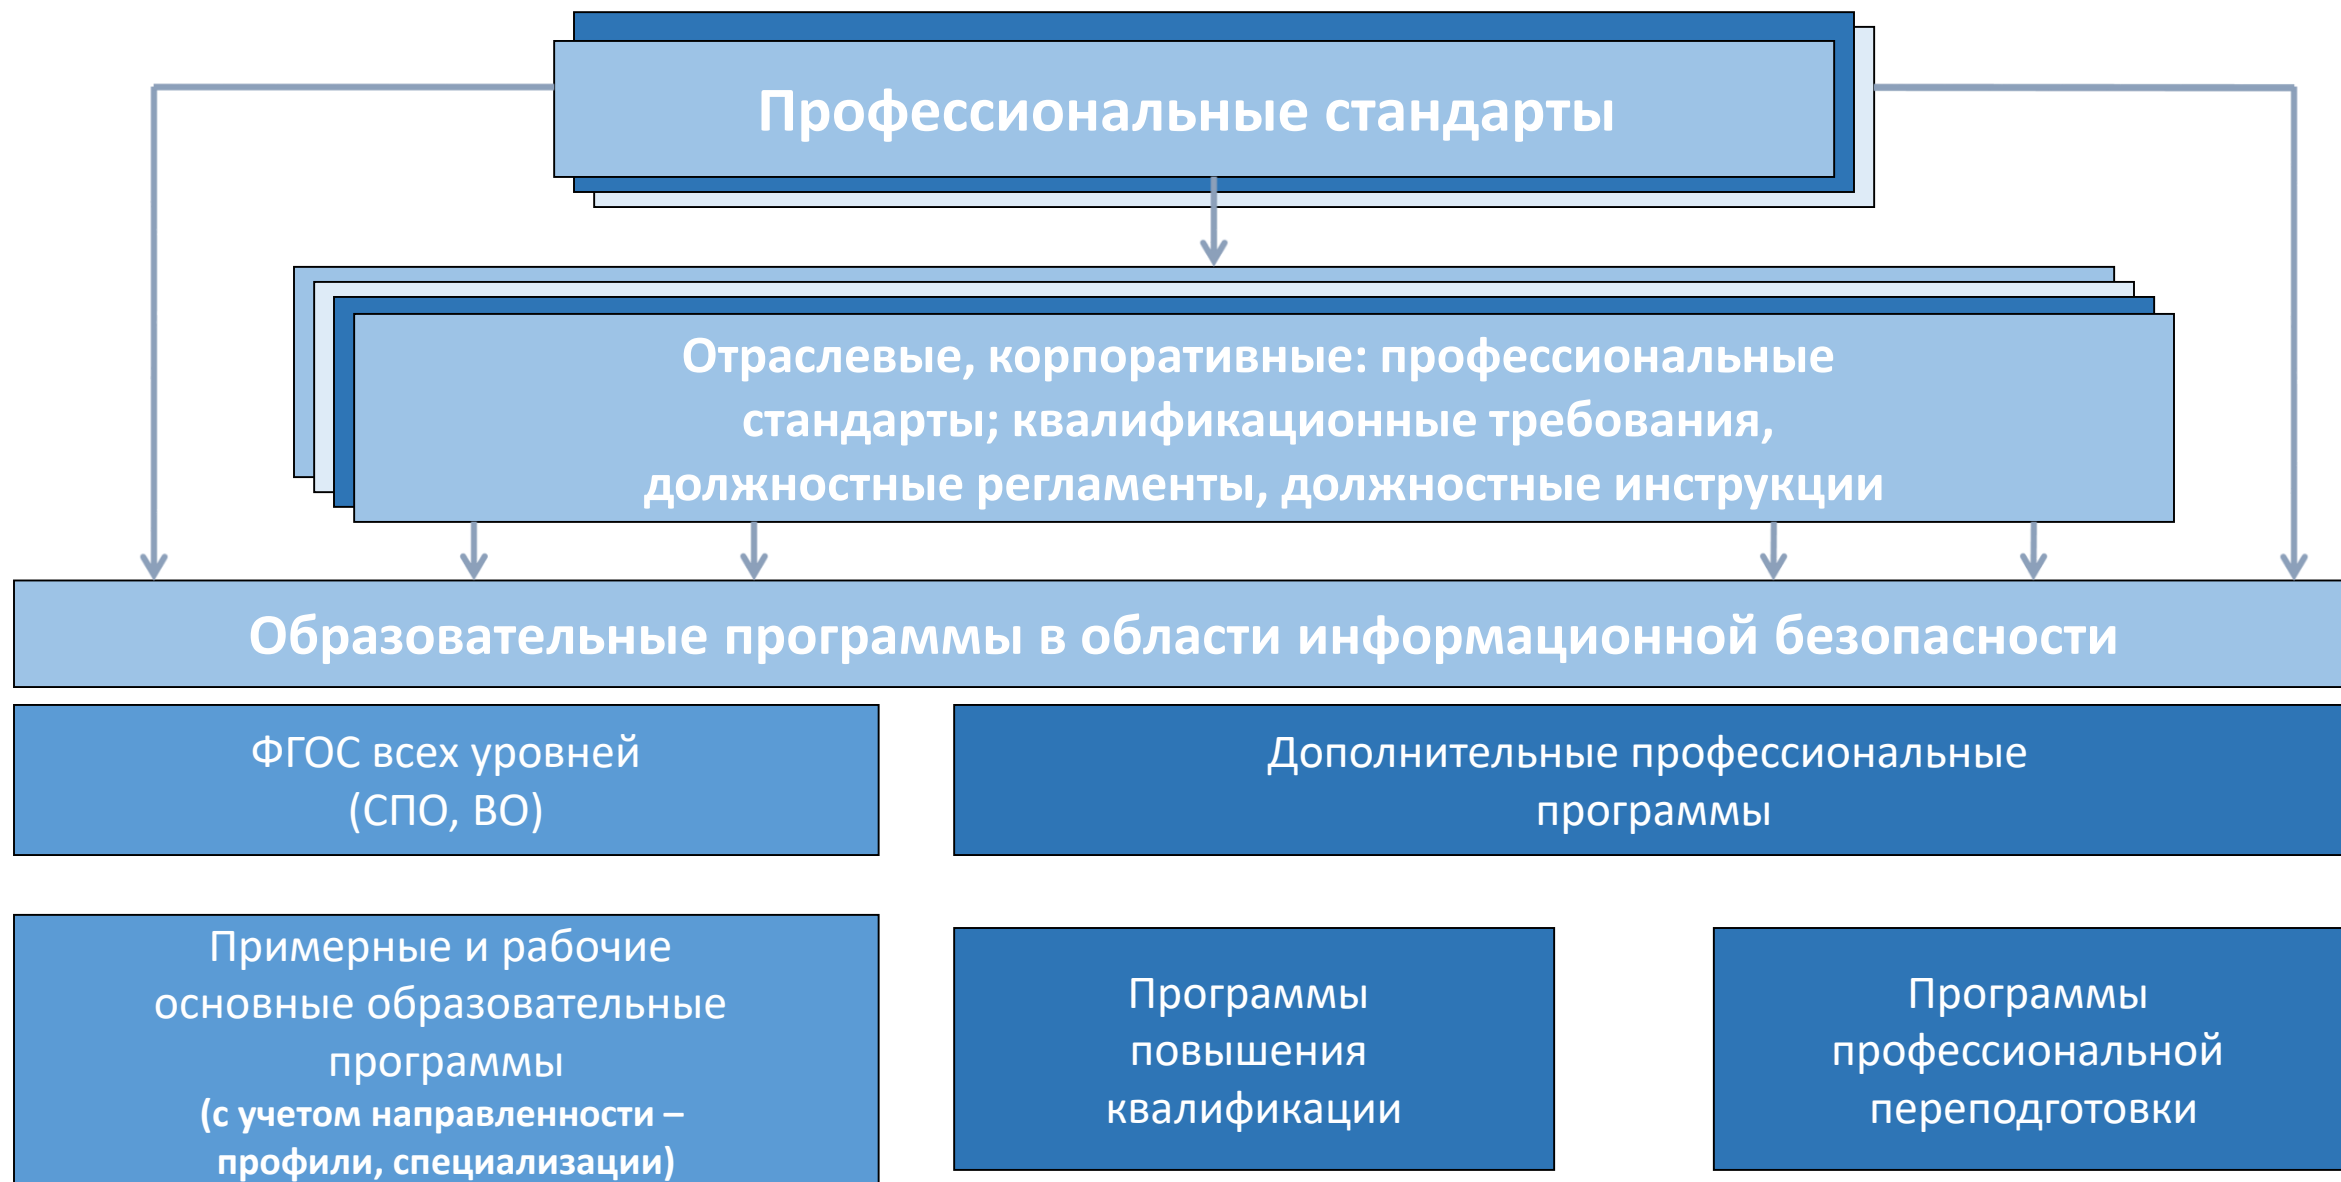 Профессиональные стандарты
Отраслевые, корпоративные: профессиональные
стандарты; квалификационные требования,
должностные регламенты, должностные инструкции
Образовательные программы в области информационной безопасности
ФГОС всех уровней
(СПО, ВО)
Дополнительные профессиональные
программы
Примерные и рабочие
основные образовательные
программы
(с учетом направленности –
профили, специализации)
Программы
повышения
квалификации
Программы
профессиональной
переподготовки